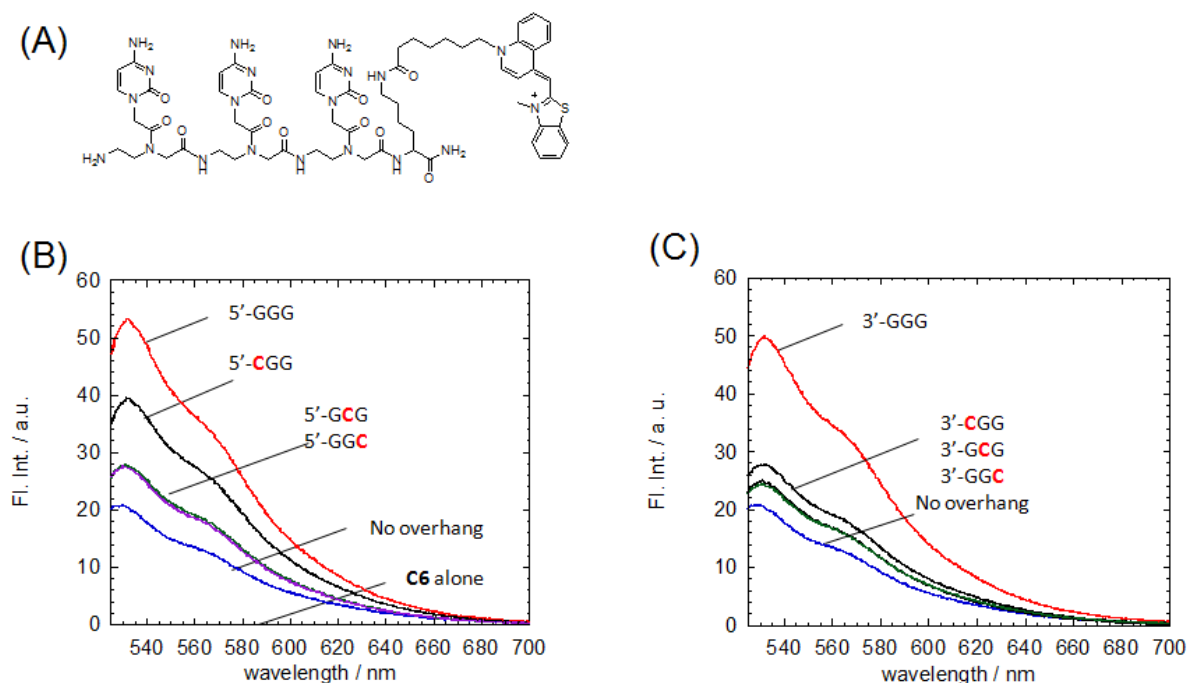 (A)
NH2
NH2
NH2
N
N
N
N
O
N
O
N
O
O
O
O
H2N
N
O
N
H
N
O
N
H
N
O
N
H
O
NH2
HN
O
N
+
N
S
(B)
60
50
40
30
20
10
0
Fl. Int. / a.u.
5'-GGG
5'-CGG
5'-GCG
5'-GGC
No overhang
C6 alone
540 560 580 600 620 640 660 680 700
wavelength / nm
(C)
60
50
40
30
20
10
0
Fl. Int. / a. u.
3'-GGG
3'-CGG
3'-GCG
3'-GGC
No overhang
540 560 580 600 620 640 660 680 700
wavelength / nm